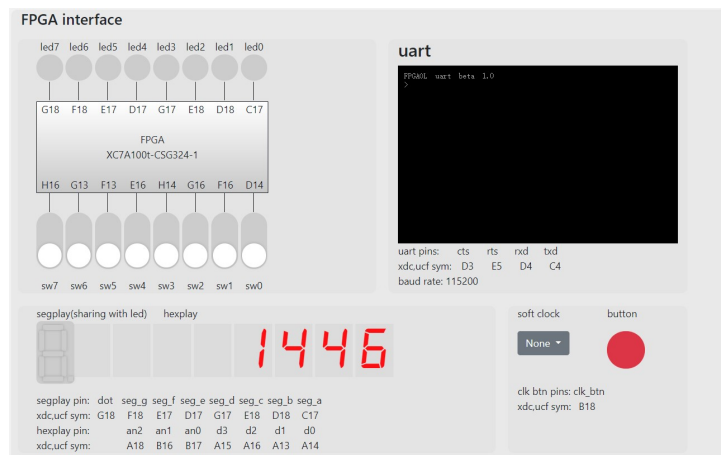 FPGA interface
led7 led6 led5 led4 led3 led2 led1 led0
G18 F18 E17 D17 G17 E18 D18 C17
FPGA
XC7A100t-CSG324-1
H16 G13 F13 E16 H14 G16 F16 D14
sw7 sw6 sw5 sw4 sw3 sw2 sw1 sw0
uart
FPGAOL uart beta 1.0
>
uart pins: cts rts rxd txd
xdc,ucf sym: D3 E5 D4 C4
baud rate: 115200
segplay(sharing with led) hexplay
1446
segplay pin: dot seg_g seg_f seg_e seg_d seg_c seg_b seg_a
xdc,ucf sym: G18 F18 E17 D17 G17 E18 D18 C17
hexplay pin: an2 an1 an0 d3 d2 d1 d0
xdc,ucf sym: A18 B16 B17 A15 A16 A13 A14
soft clock button
None
clk btn pins: clk_btn
xdc,ucf sym: B18